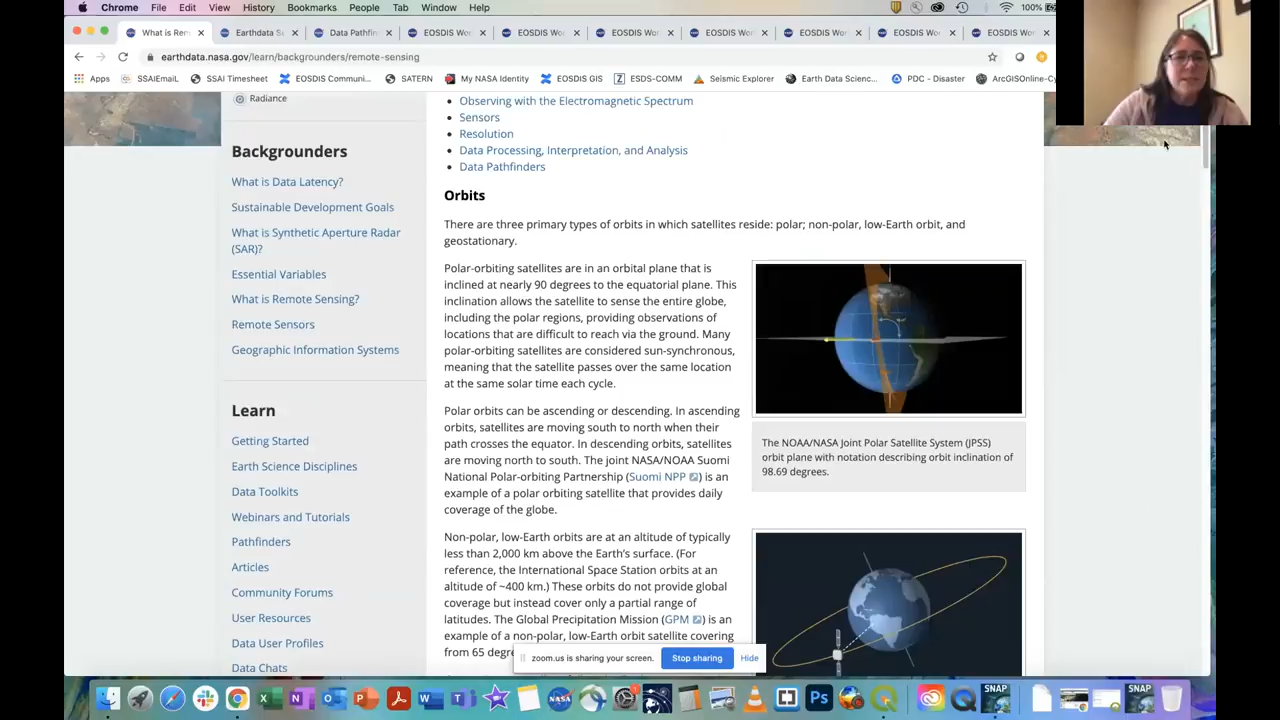 Chrome File Edit View History Bookmarks People Tab Window Help 100%
What is Rem Earthdata S Data Pathfin EOSDIS Wor EOSDIS Wor EOSDIS Wor EOSDIS Wor EOSDIS Wor EOSDIS Wor EOSDIS Wor
earthdata.nasa.gov/learn/backgrounders/remote-sensing
Apps SSAIEmail SSAI Timesheet EOSDIS Communi... SATERN My NASA Identity EOSDIS GIS ESDS-COMM Seismic Explorer Earth Data Scienc... PDC - Disaster ArcGISOnline-Cy
Radiance
Backgrounders
What is Data Latency?
Sustainable Development Goals
What is Synthetic Aperture Radar
(SAR)?
Essential Variables
What is Remote Sensing?
Remote Sensors
Geographic Information Systems
Learn
Getting Started
Earth Science Disciplines
Data Toolkits
Webinars and Tutorials
Pathfinders
Articles
Community Forums
User Resources
Data User Profiles
Data Chats
Observing with the Electromagnetic Spectrum
Sensors
Resolution
Data Processing, Interpretation, and Analysis
Data Pathfinders
Orbits
There are three primary types of orbits in which satellites reside: polar; non-polar, low-Earth orbit, and
geostationary.
Polar-orbiting satellites are in an orbital plane that is
inclined at nearly 90 degrees to the equatorial plane. This
inclination allows the satellite to sense the entire globe,
including the polar regions, providing observations of
locations that are difficult to reach via the ground. Many
polar-orbiting satellites are considered sun-synchronous,
meaning that the satellite passes over the same location
at the same solar time each cycle.
Polar orbits can be ascending or descending. In ascending
orbits, satellites are moving south to north when their
path crosses the equator. In descending orbits, satellites
are moving north to south. The joint NASA/NOAA Suomi
National Polar-orbiting Partnership (Suomi NPP) is an
example of a polar orbiting satellite that provides daily
coverage of the globe.
Non-polar, low-Earth orbits are at an altitude of typically
less than 2,000 km above the Earth's surface. (For
reference, the International Space Station orbits at an
altitude of ~400 km.) These orbits do not provide global
coverage but instead cover only a partial range of
latitudes. The Global Precipitation Mission (GPM) is an
example of a non-polar, low-Earth orbit satellite covering
from 65 degre
The NOAA/NASA Joint Polar Satellite System (JPSS)
orbit plane with notation describing orbit inclination of
98.69 degrees.
zoom.us is sharing your screen. Stop sharing Hide
NASA Ps SNAP SNAP